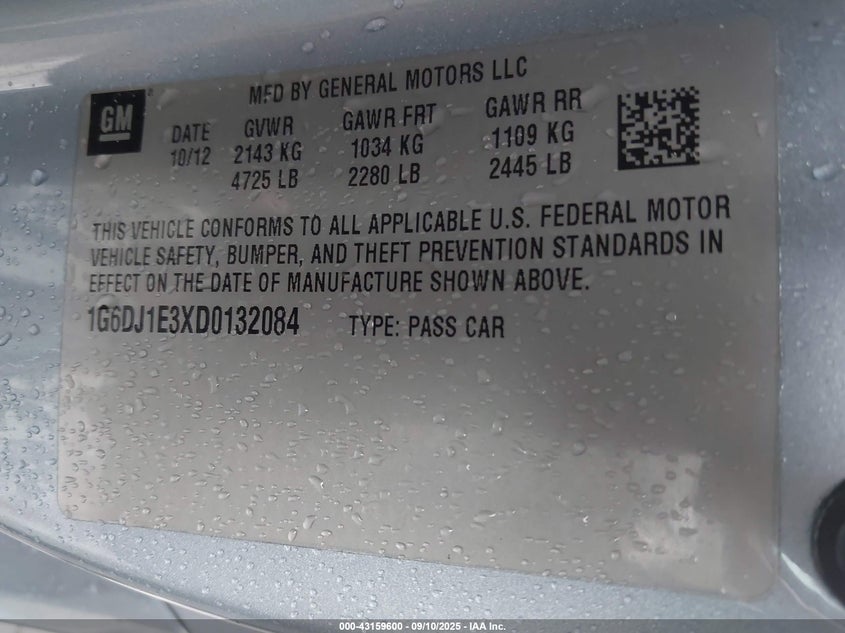 MFD BY GENERAL MOTORS LLC
GM ®
DATE GVWR GAWR FRT GAWR RR
10/12 2143 KG 1034 KG 1109 KG
4725 LB 2280 LB 2445 LB
THIS VEHICLE CONFORMS TO ALL APPLICABLE U.S. FEDERAL MOTOR
VEHICLE SAFETY, BUMPER, AND THEFT PREVENTION STANDARDS IN
EFFECT ON THE DATE OF MANUFACTURE SHOWN ABOVE.
1G6DJ1E3XD0132084 TYPE: PASS CAR
000-43159600 - 09/10/2025 - IAA Inc.